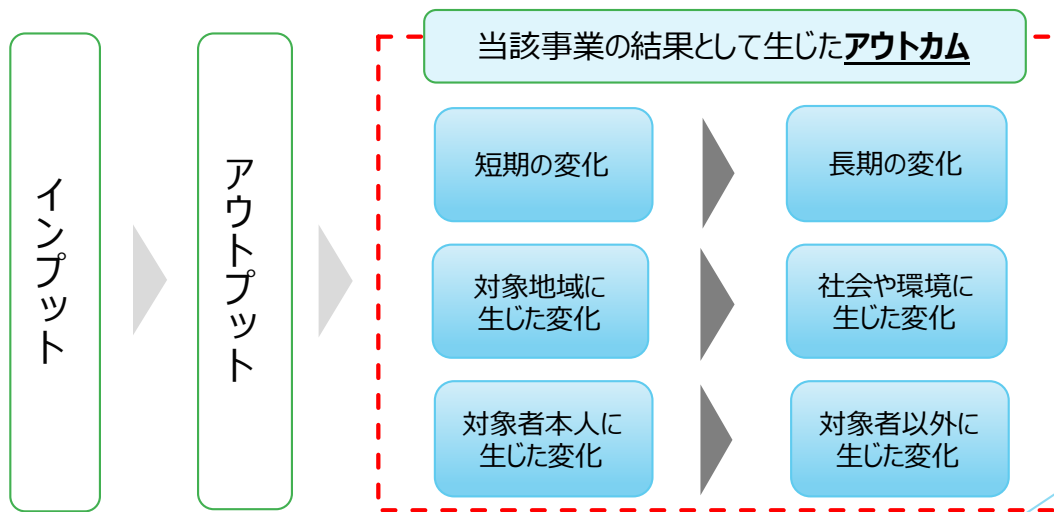 インプット
アウトプット
当該事業の結果として生じたアウトカム
短期の変化
長期の変化
対象地域に
生じた変化
社会や環境に
生じた変化
対象者本人に
生じた変化
対象者以外に
生じた変化